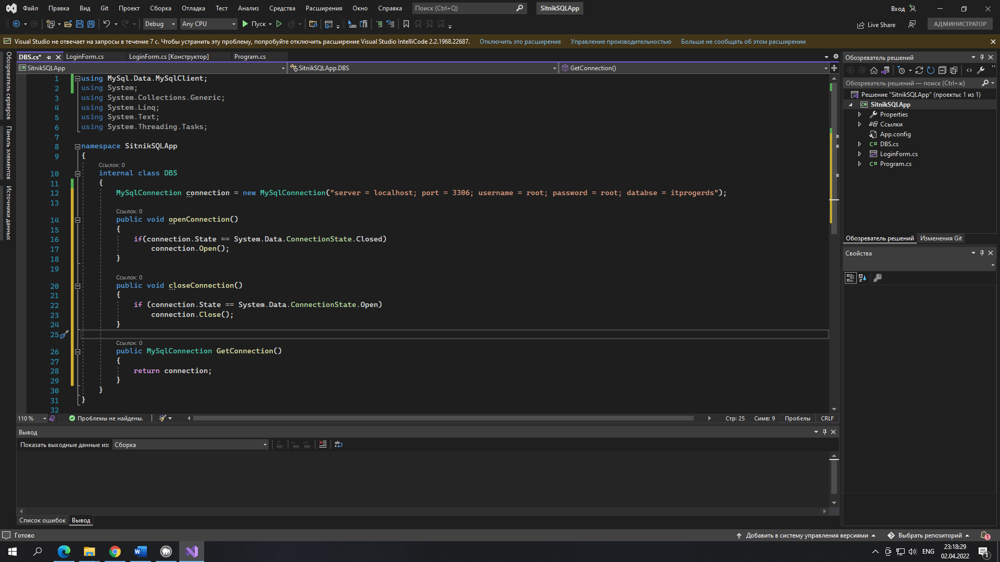 Файл Правка Вид Git Проект Сборка Отладка Тест Анализ Средства Расширения Окно Справка Поиск (Ctrl+Q) SitnikSQLApp Вход
Debug Any CPU Пуск Live Share АДМИНИСТРАТОР
Visual Studio не отвечает на запросы в течение 7 с. Чтобы устранить эту проблему, попробуйте отключить расширение Visual Studio IntelliCode 2.2.1968.22687. Отключить это расширение Управление производительностью Больше не сообщать об этом расширении
Обозреватель серверов
Панель элементов
Источники данных
DBS.cs* LoginForm.cs LoginForm.cs [Конструктор] Program.cs
SitnikSQLApp SitnikSQLApp.DBS GetConnection()
1 using MySql.Data.MySqlClient;
2 using System;
3 using System.Collections.Generic;
4 using System.Linq;
5 using System.Text;
6 using System.Threading.Tasks;
7
8 namespace SitnikSQLApp
9 {
Ссылок: 0
10 internal class DBS
11 {
12 MySqlConnection connection = new MySqlConnection("server = localhost; port = 3306; username = root; password = root; databse = itprogerds");
13
Ссылок: 0
14 public void openConnection()
15 {
16 if(connection.State == System.Data.ConnectionState.Closed)
17 connection.Open();
18 }
19
Ссылок: 0
20 public void closeConnection()
21 {
22 if (connection.State == System.Data.ConnectionState.Open)
23 connection.Close();
24 }
25
Ссылок: 0
26 public MySqlConnection GetConnection()
27 {
28 return connection;
29 }
30 }
31 }
32
110 % Проблемы не найдены. Стр: 25 Симв: 9 Пробелы CRLF
Вывод
Показать выходные данные из: Сборка
Список ошибок Вывод
Обозреватель решений
Обозреватель решений — поиск (Ctrl+ж)
Решение "SitnikSQLApp" (проекты: 1 из 1)
SitnikSQLApp
Properties
Ссылки
App.config
C# DBS.cs
LoginForm.cs
C# Program.cs
Обозреватель решений Изменения Git
Свойства
Готово Добавить в систему управления версиями Выбрать репозиторий 1
ENG 23:18:29
02.04.2022 1